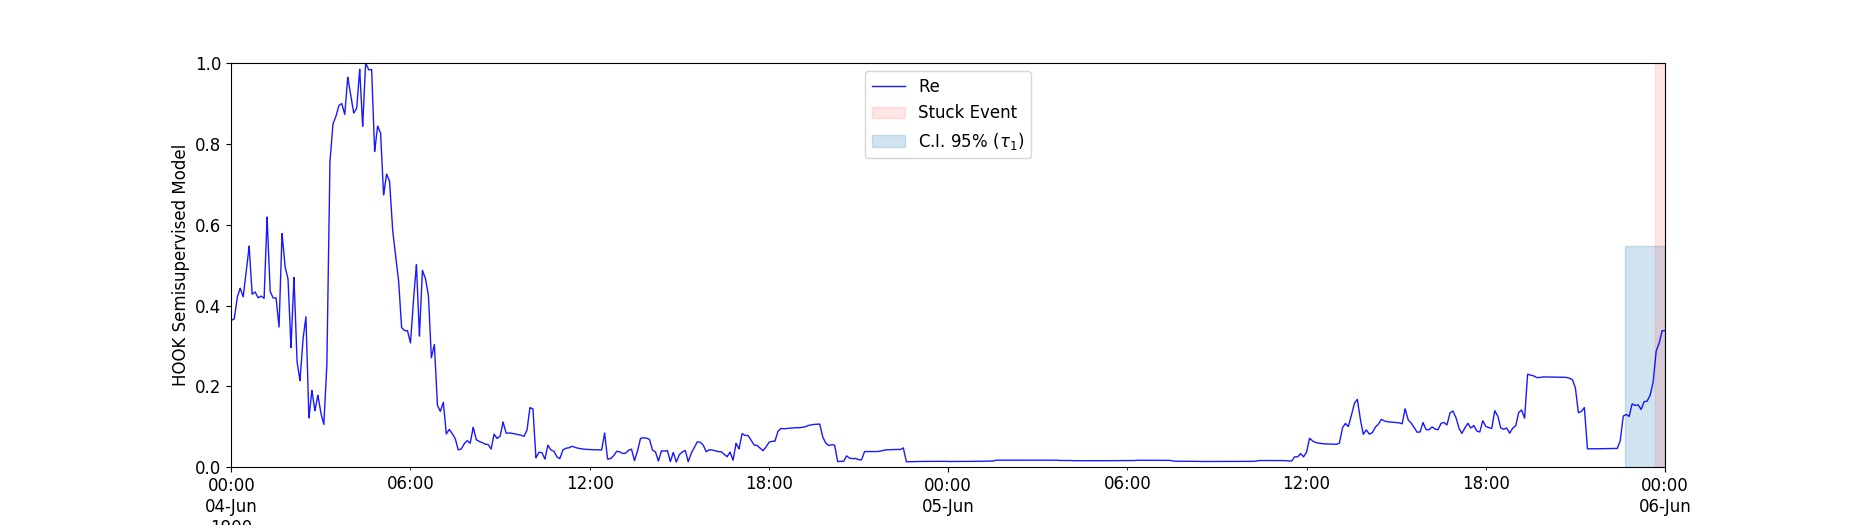 HOOK Semisupervised Model
1.0
0.8
0.6
0.4
0.2
0.0
Re
Stuck Event
C.I. 95% (τ₁)
00:00 06:00 12:00 18:00 00:00 06:00 12:00 18:00 00:00
04-Jun 05-Jun 06-Jun
1900